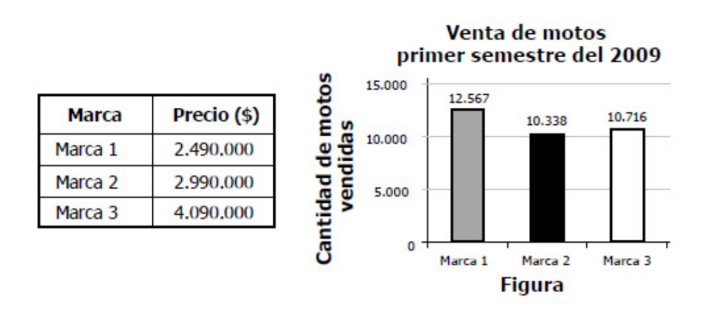 Marca Precio ($)
Marca 1 2.490.000
Marca 2 2.990.000
Marca 3 4.090.000
Venta de motos
primer semestre del 2009
Cantidad de motos
vendidas
15.000
10.000
5.000
0
12.567
10.338
10.716
Marca 1 Marca 2 Marca 3
Figura